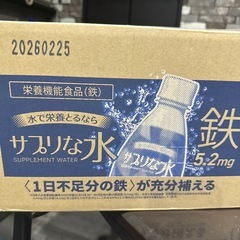 20260225
栄養機能食品(鉄)
水で栄養とるなら
サプリな水
SUPPLEMENT WATER
鉄
5.2mg
〈1日不足分の鉄〉が充分補える